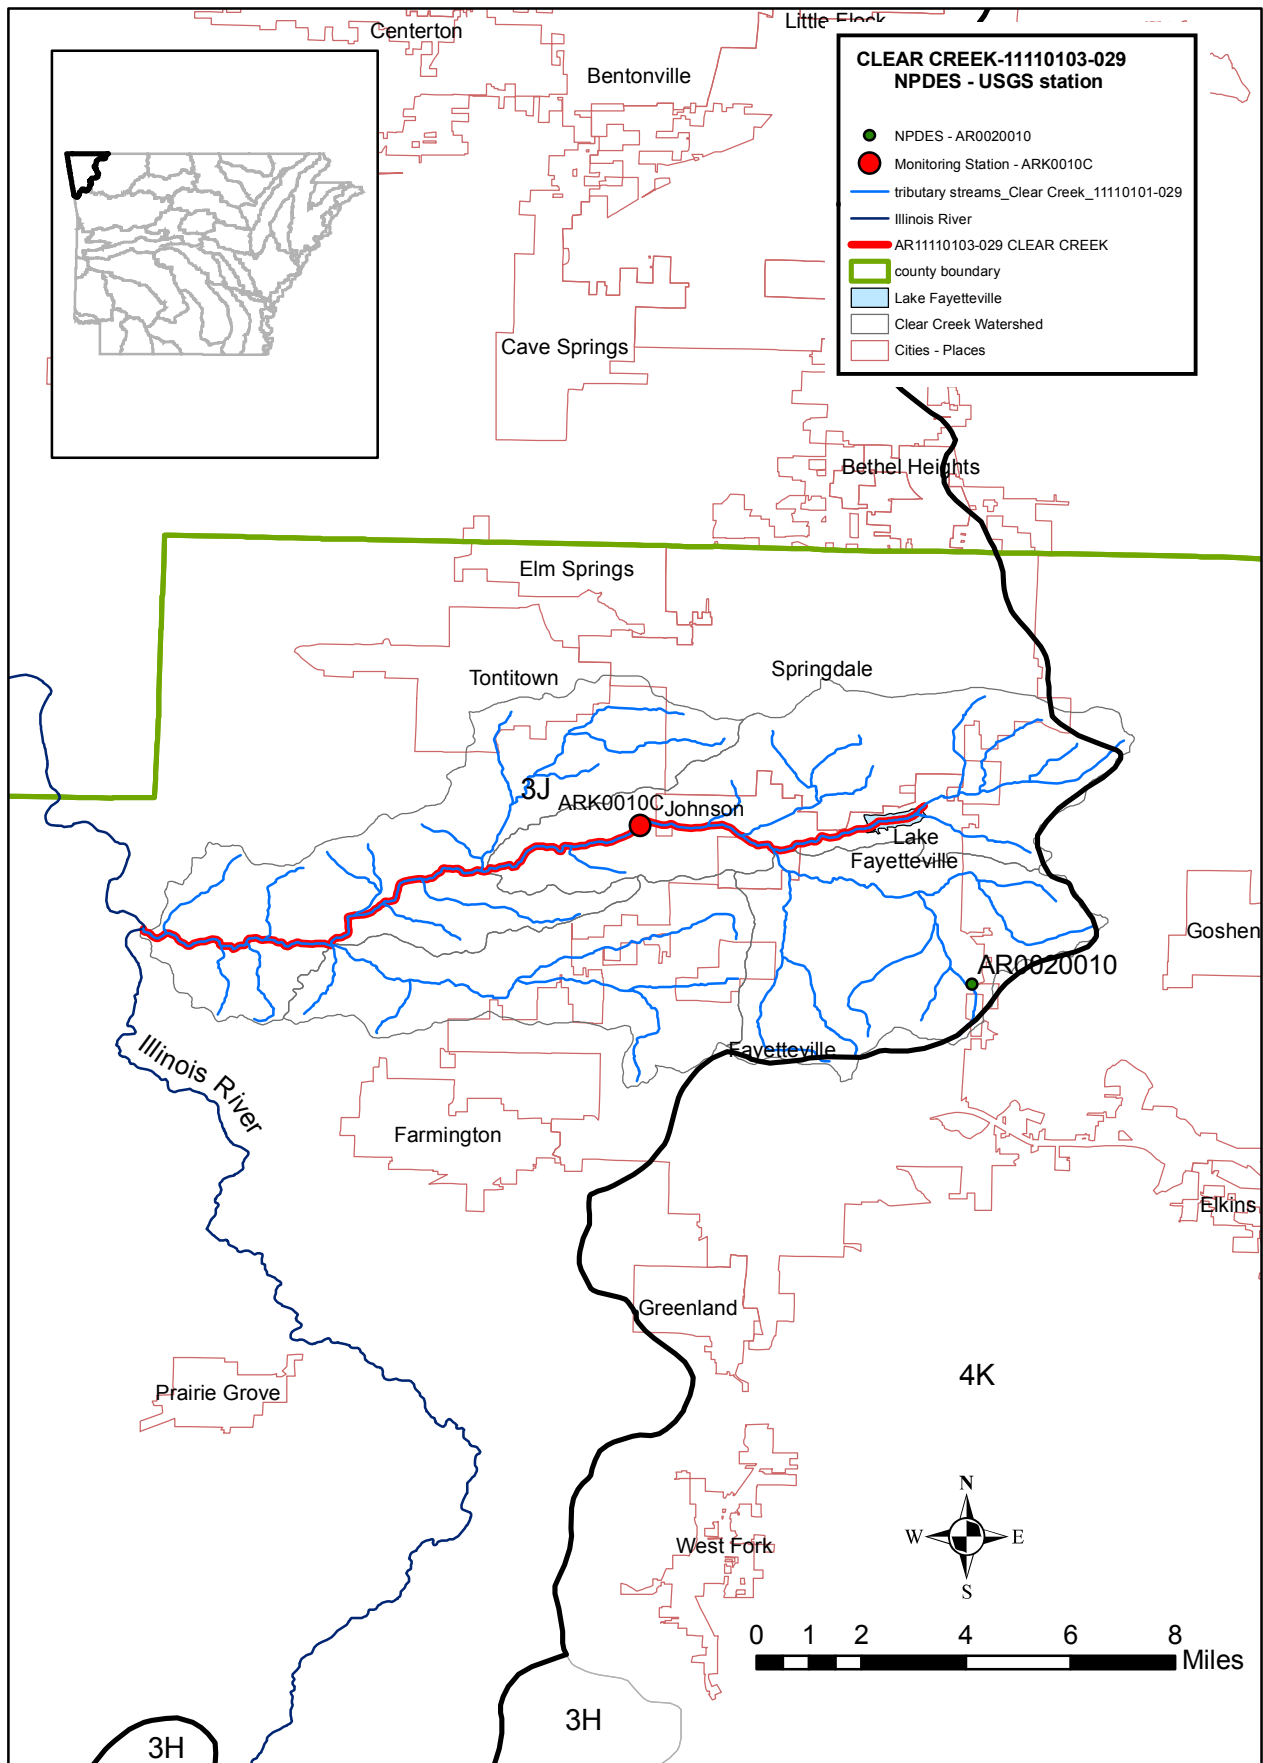 Centerton
Little Flock
Bentonville
CLEAR CREEK-11110103-029
NPDES - USGS station
NPDES - AR0020010
Monitoring Station - ARK0010C
tributary streams_Clear Creek_11110101-029
Illinois River
AR11110103-029 CLEAR CREEK
county boundary
Lake Fayetteville
Clear Creek Watershed
Cities - Places
Cave Springs
Bethel Heights
Elm Springs
Tontitown
Springdale
3J
ARK0010C
Johnson
Lake
Fayetteville
Goshen
AR0020010
Illinois River
Fayetteville
Farmington
Elkins
Greenland
4K
Prairie Grove
N
W
E
S
West Fork
0 1 2 4 6 8
Miles
3H
3H